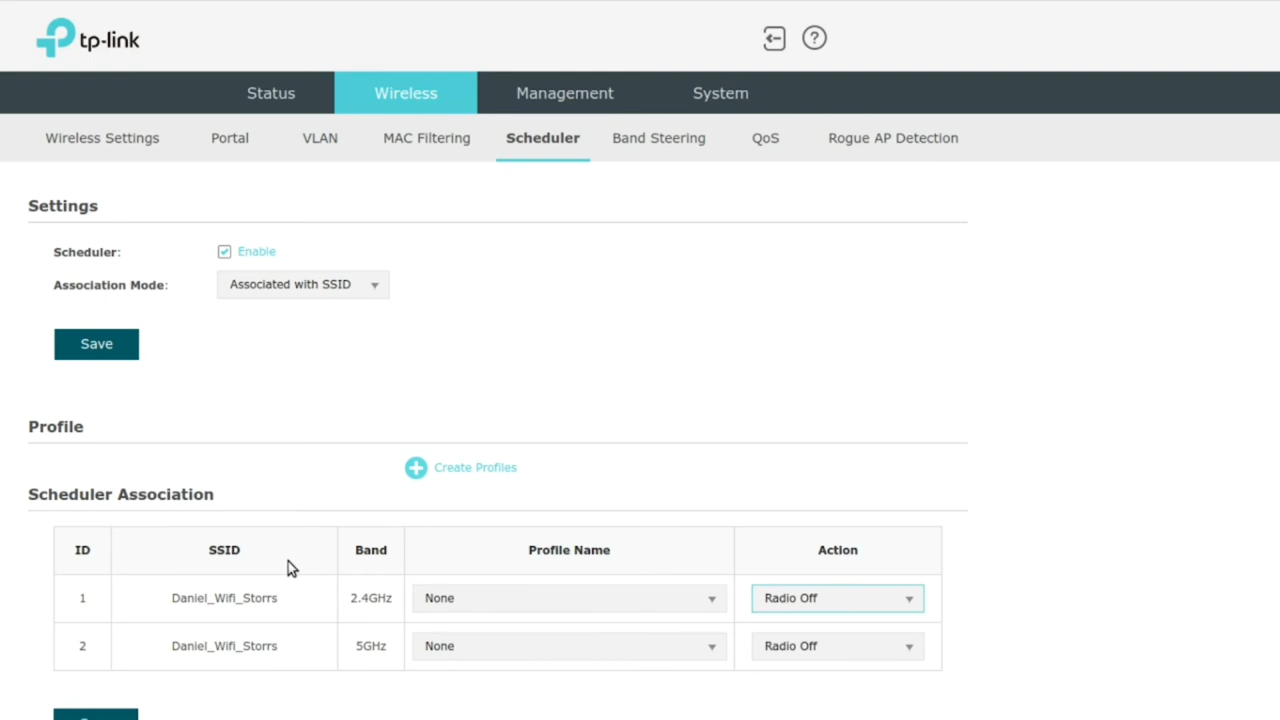 tp-link
Status Wireless Management System
Wireless Settings Portal VLAN MAC Filtering Scheduler Band Steering QoS Rogue AP Detection
Settings
Scheduler: Enable
Association Mode: Associated with SSID
Save
Profile
Create Profiles
Scheduler Association
ID SSID Band Profile Name Action
1 Daniel_Wifi_Storrs 2.4GHz None Radio Off
2 Daniel_Wifi_Storrs 5GHz None Radio Off